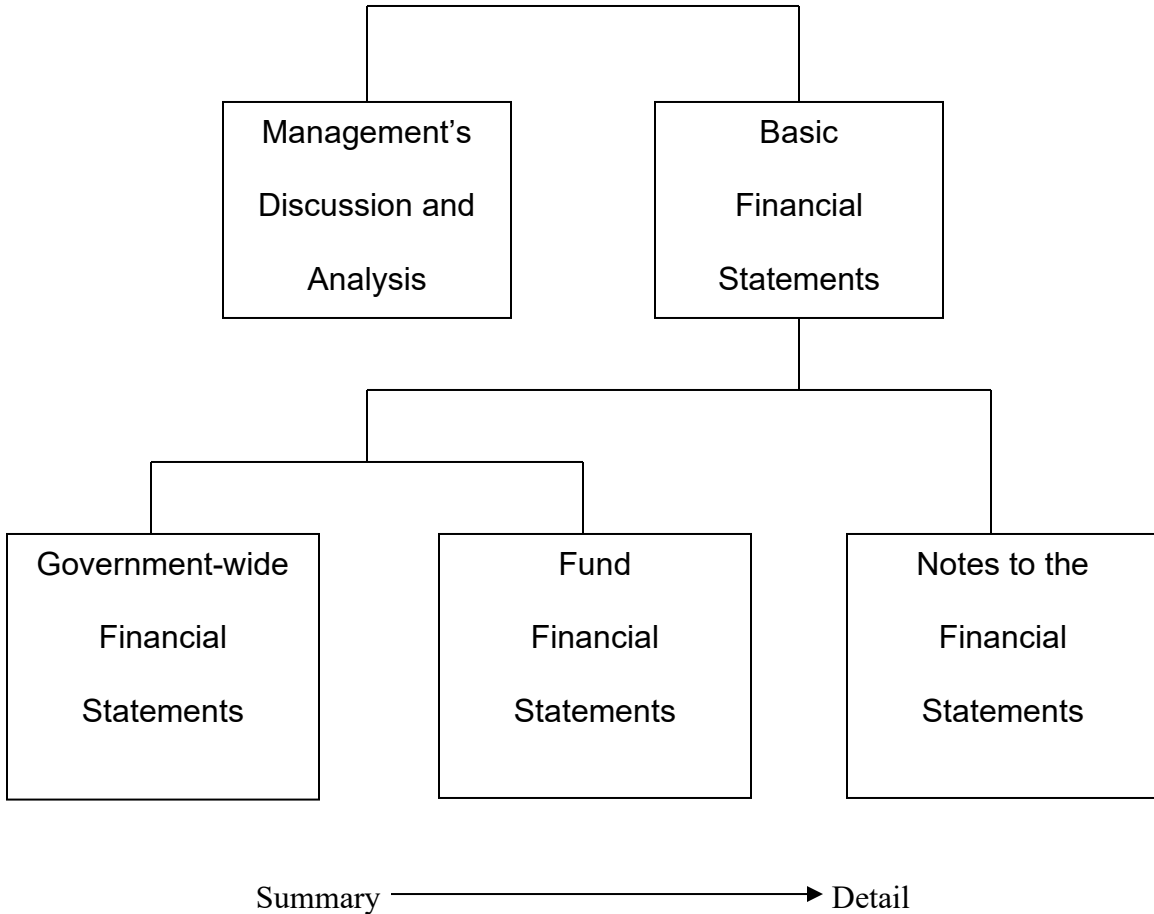 Management’s
Discussion and
Analysis
Basic
Financial
Statements
Government-wide
Financial
Statements
Fund
Financial
Statements
Notes to the
Financial
Statements
Summary Detail